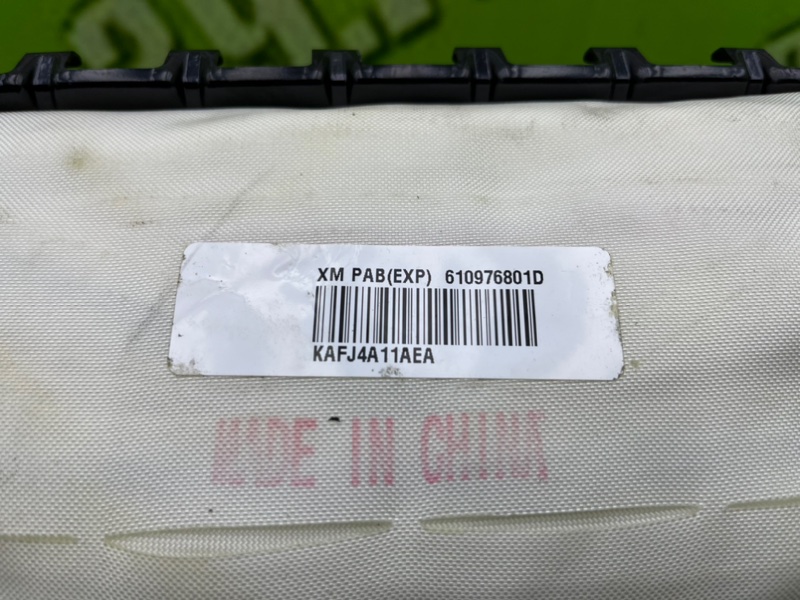 XM PAB(EXP) 610976801D
KAFJ4A11AEA
MADE IN CHINA